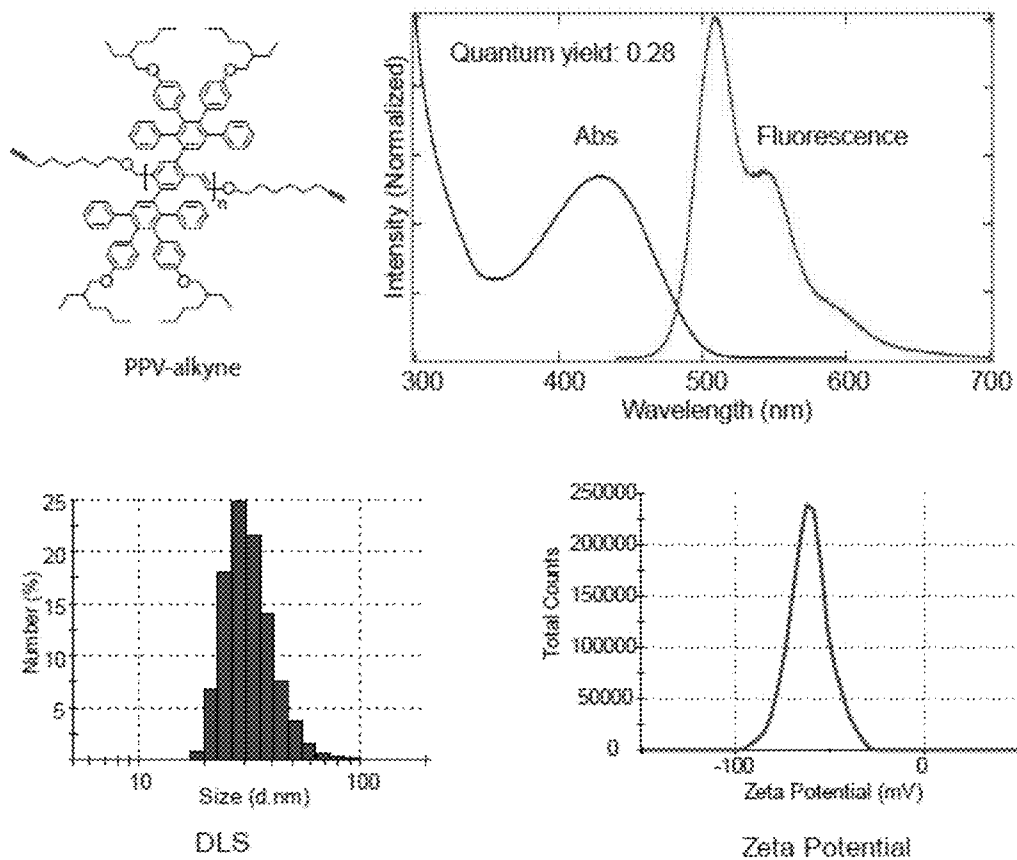 Quantum yield: 0.28
Abs
Fluorescence
Intensity (Normalized)
300
400
500
600
700
Wavelength (nm)
O
O
O
O
O
O
n
O
O
PPV-alkyne
25
20
15
10
5
Number (%)
10
100
Size (d.nm)
DLS
250000
200000
150000
100000
50000
0
Total Counts
-100
0
Zeta Potential (mV)
Zeta Potential